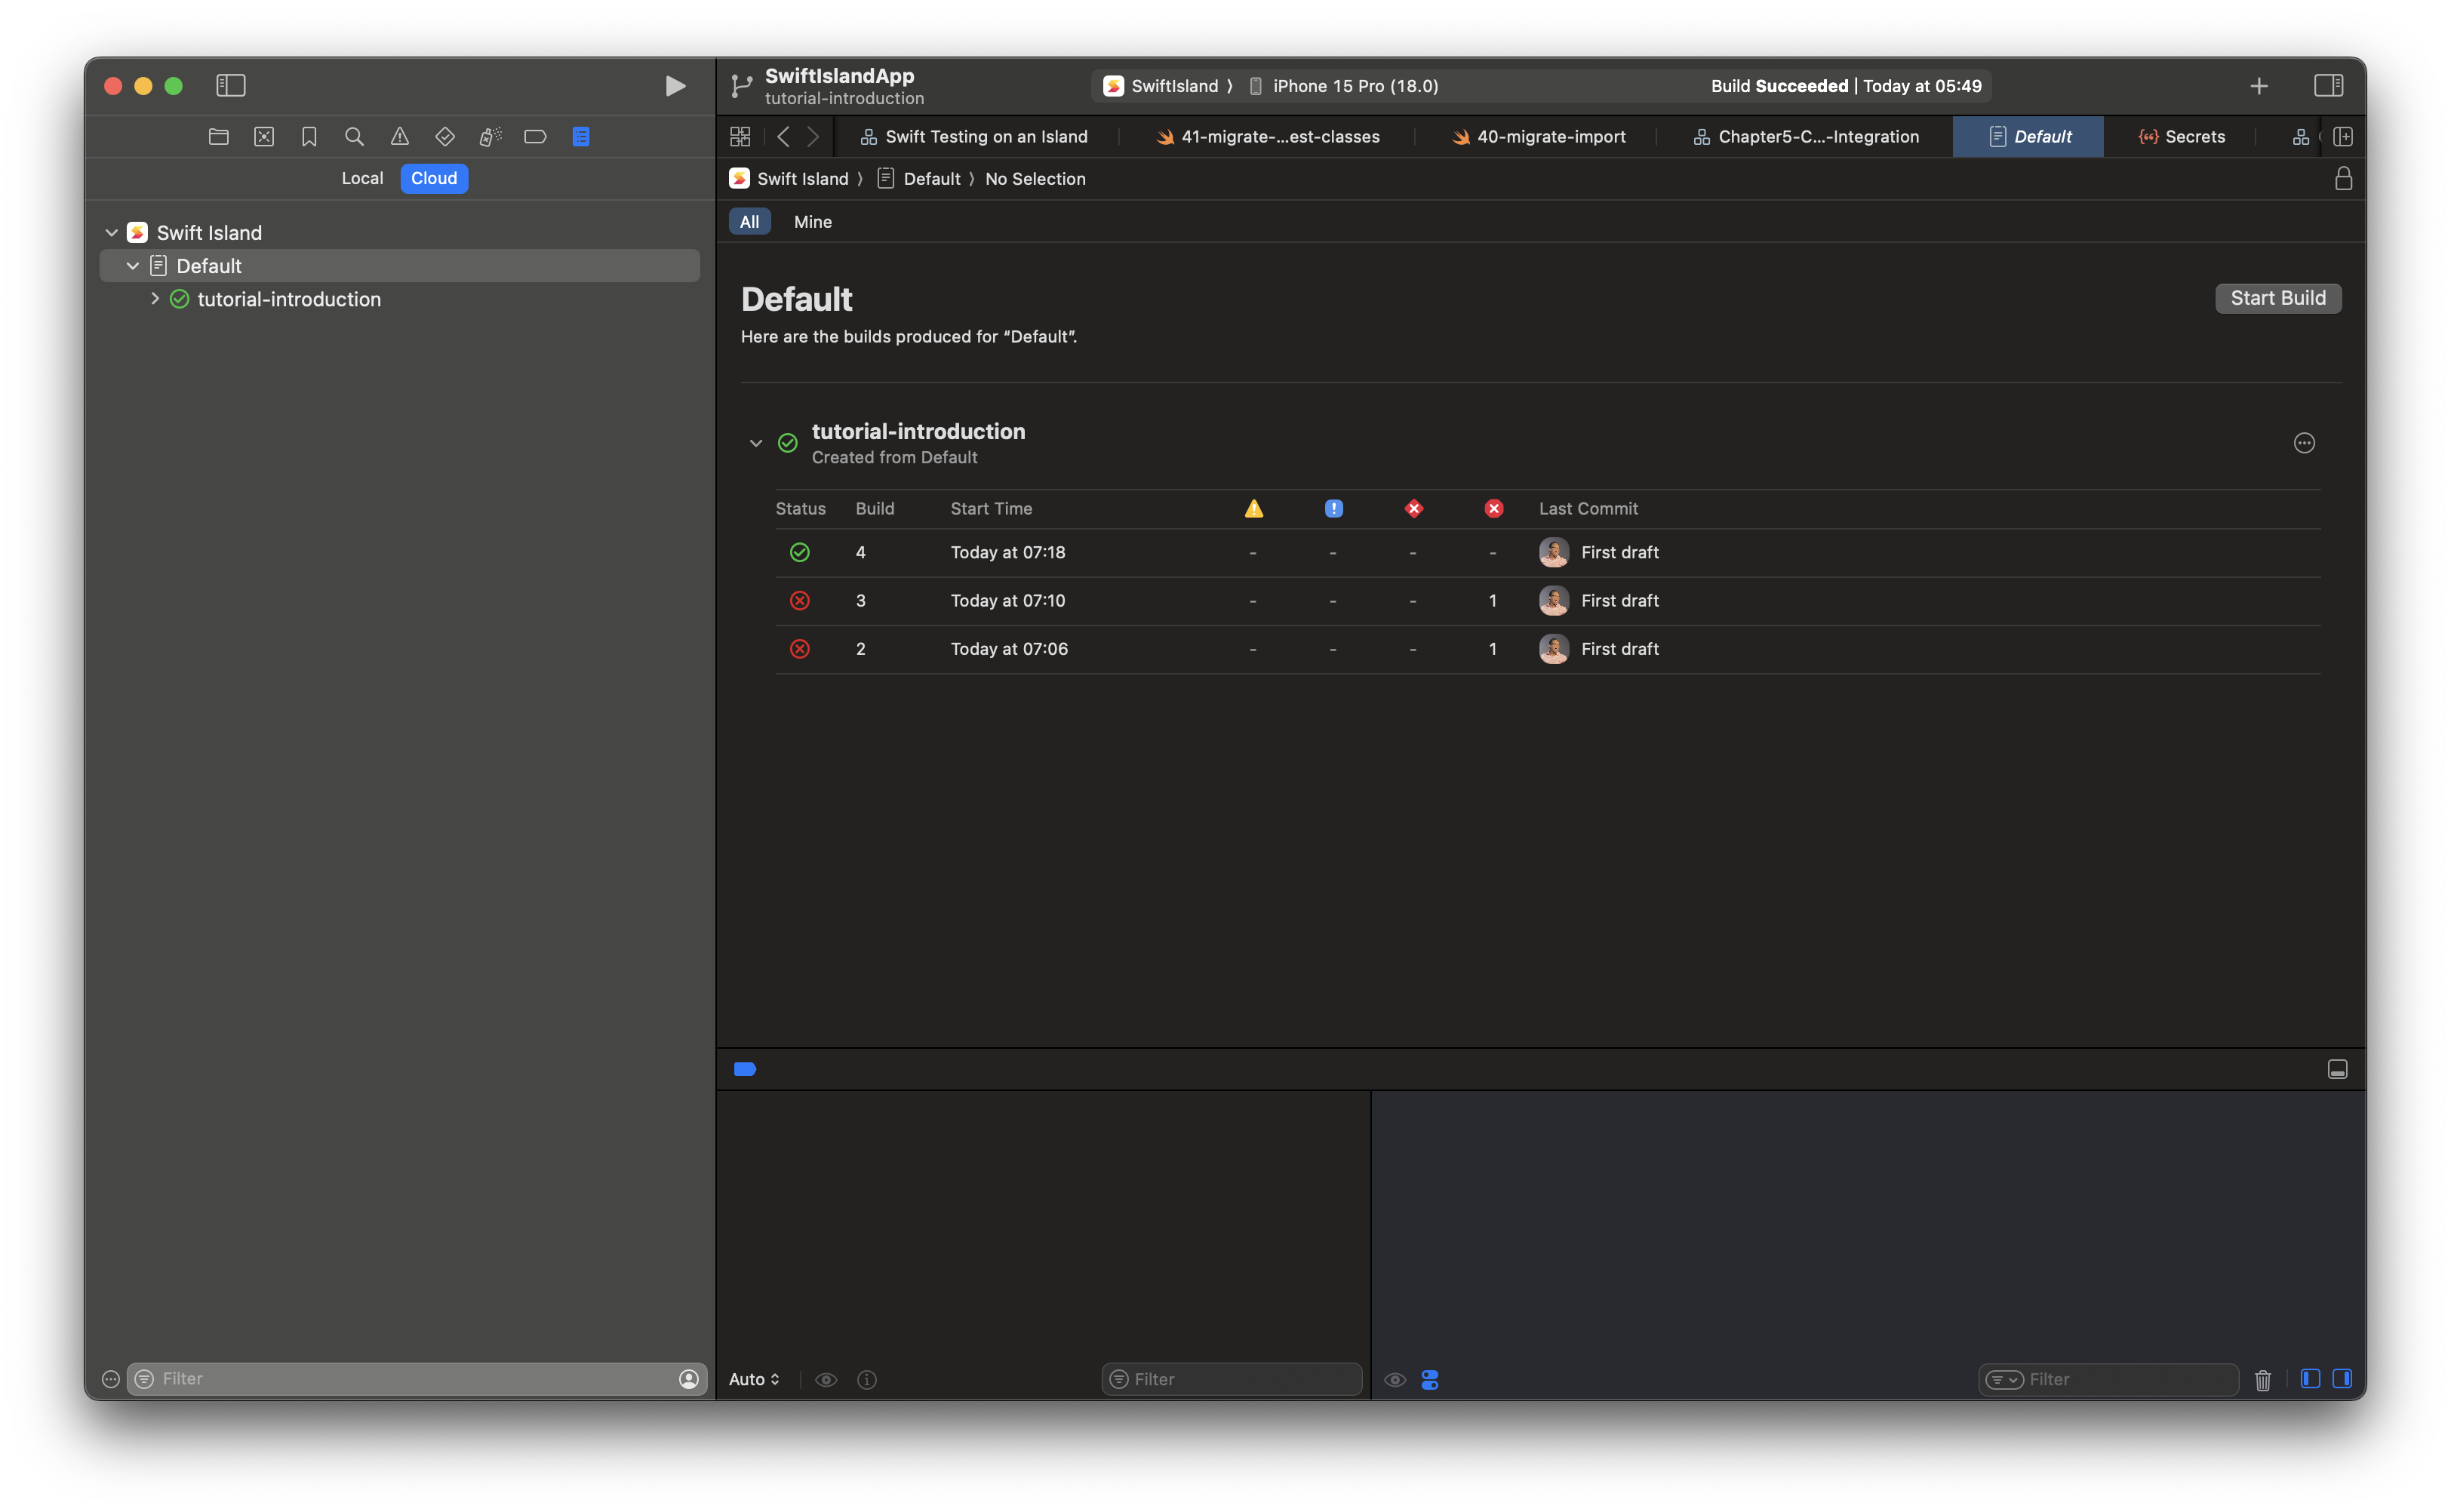 SwiftIslandApp
tutorial-introduction
SwiftIsland 〉 iPhone 15 Pro (18.0)
Build Succeeded | Today at 05:49
Swift Testing on an Island
41-migrate-...est-classes
40-migrate-import
Chapter5-C...-Integration
Default
Secrets
Local
Cloud
Swift Island 〉 Default 〉 No Selection
All
Mine
Swift Island
Default
tutorial-introduction
Default
Start Build
Here are the builds produced for “Default”.
tutorial-introduction
Created from Default
Status Build Start Time Last Commit
4 Today at 07:18 - - - - First draft
3 Today at 07:10 - - - 1 First draft
2 Today at 07:06 - - - 1 First draft
Filter
Auto
Filter
Filter